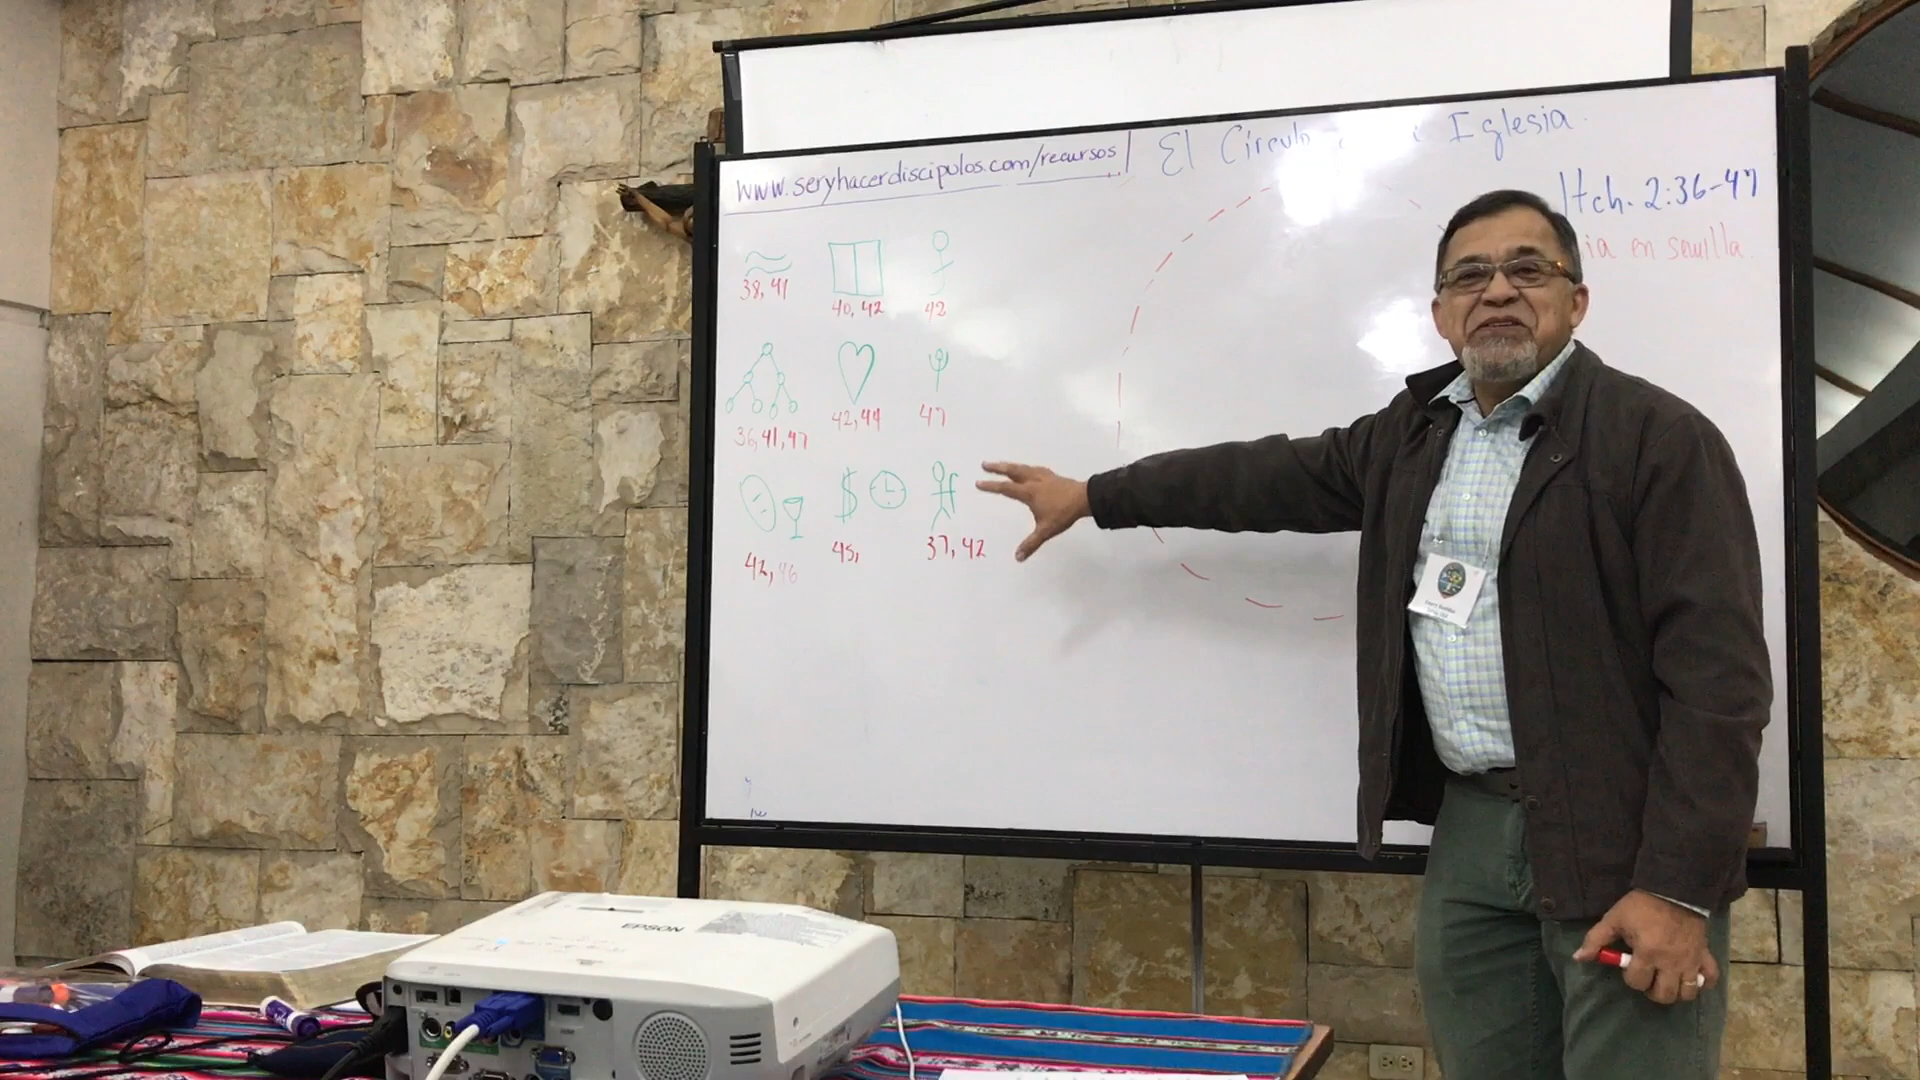 www.seryhacerdiscipulos.com/recursos
El Círculo Iglesia.
Hch. 2:36-47
en semilla.
38, 41
40, 42
42
36, 41, 47
42, 44
47
42, 46
45,
37, 42
EPSON